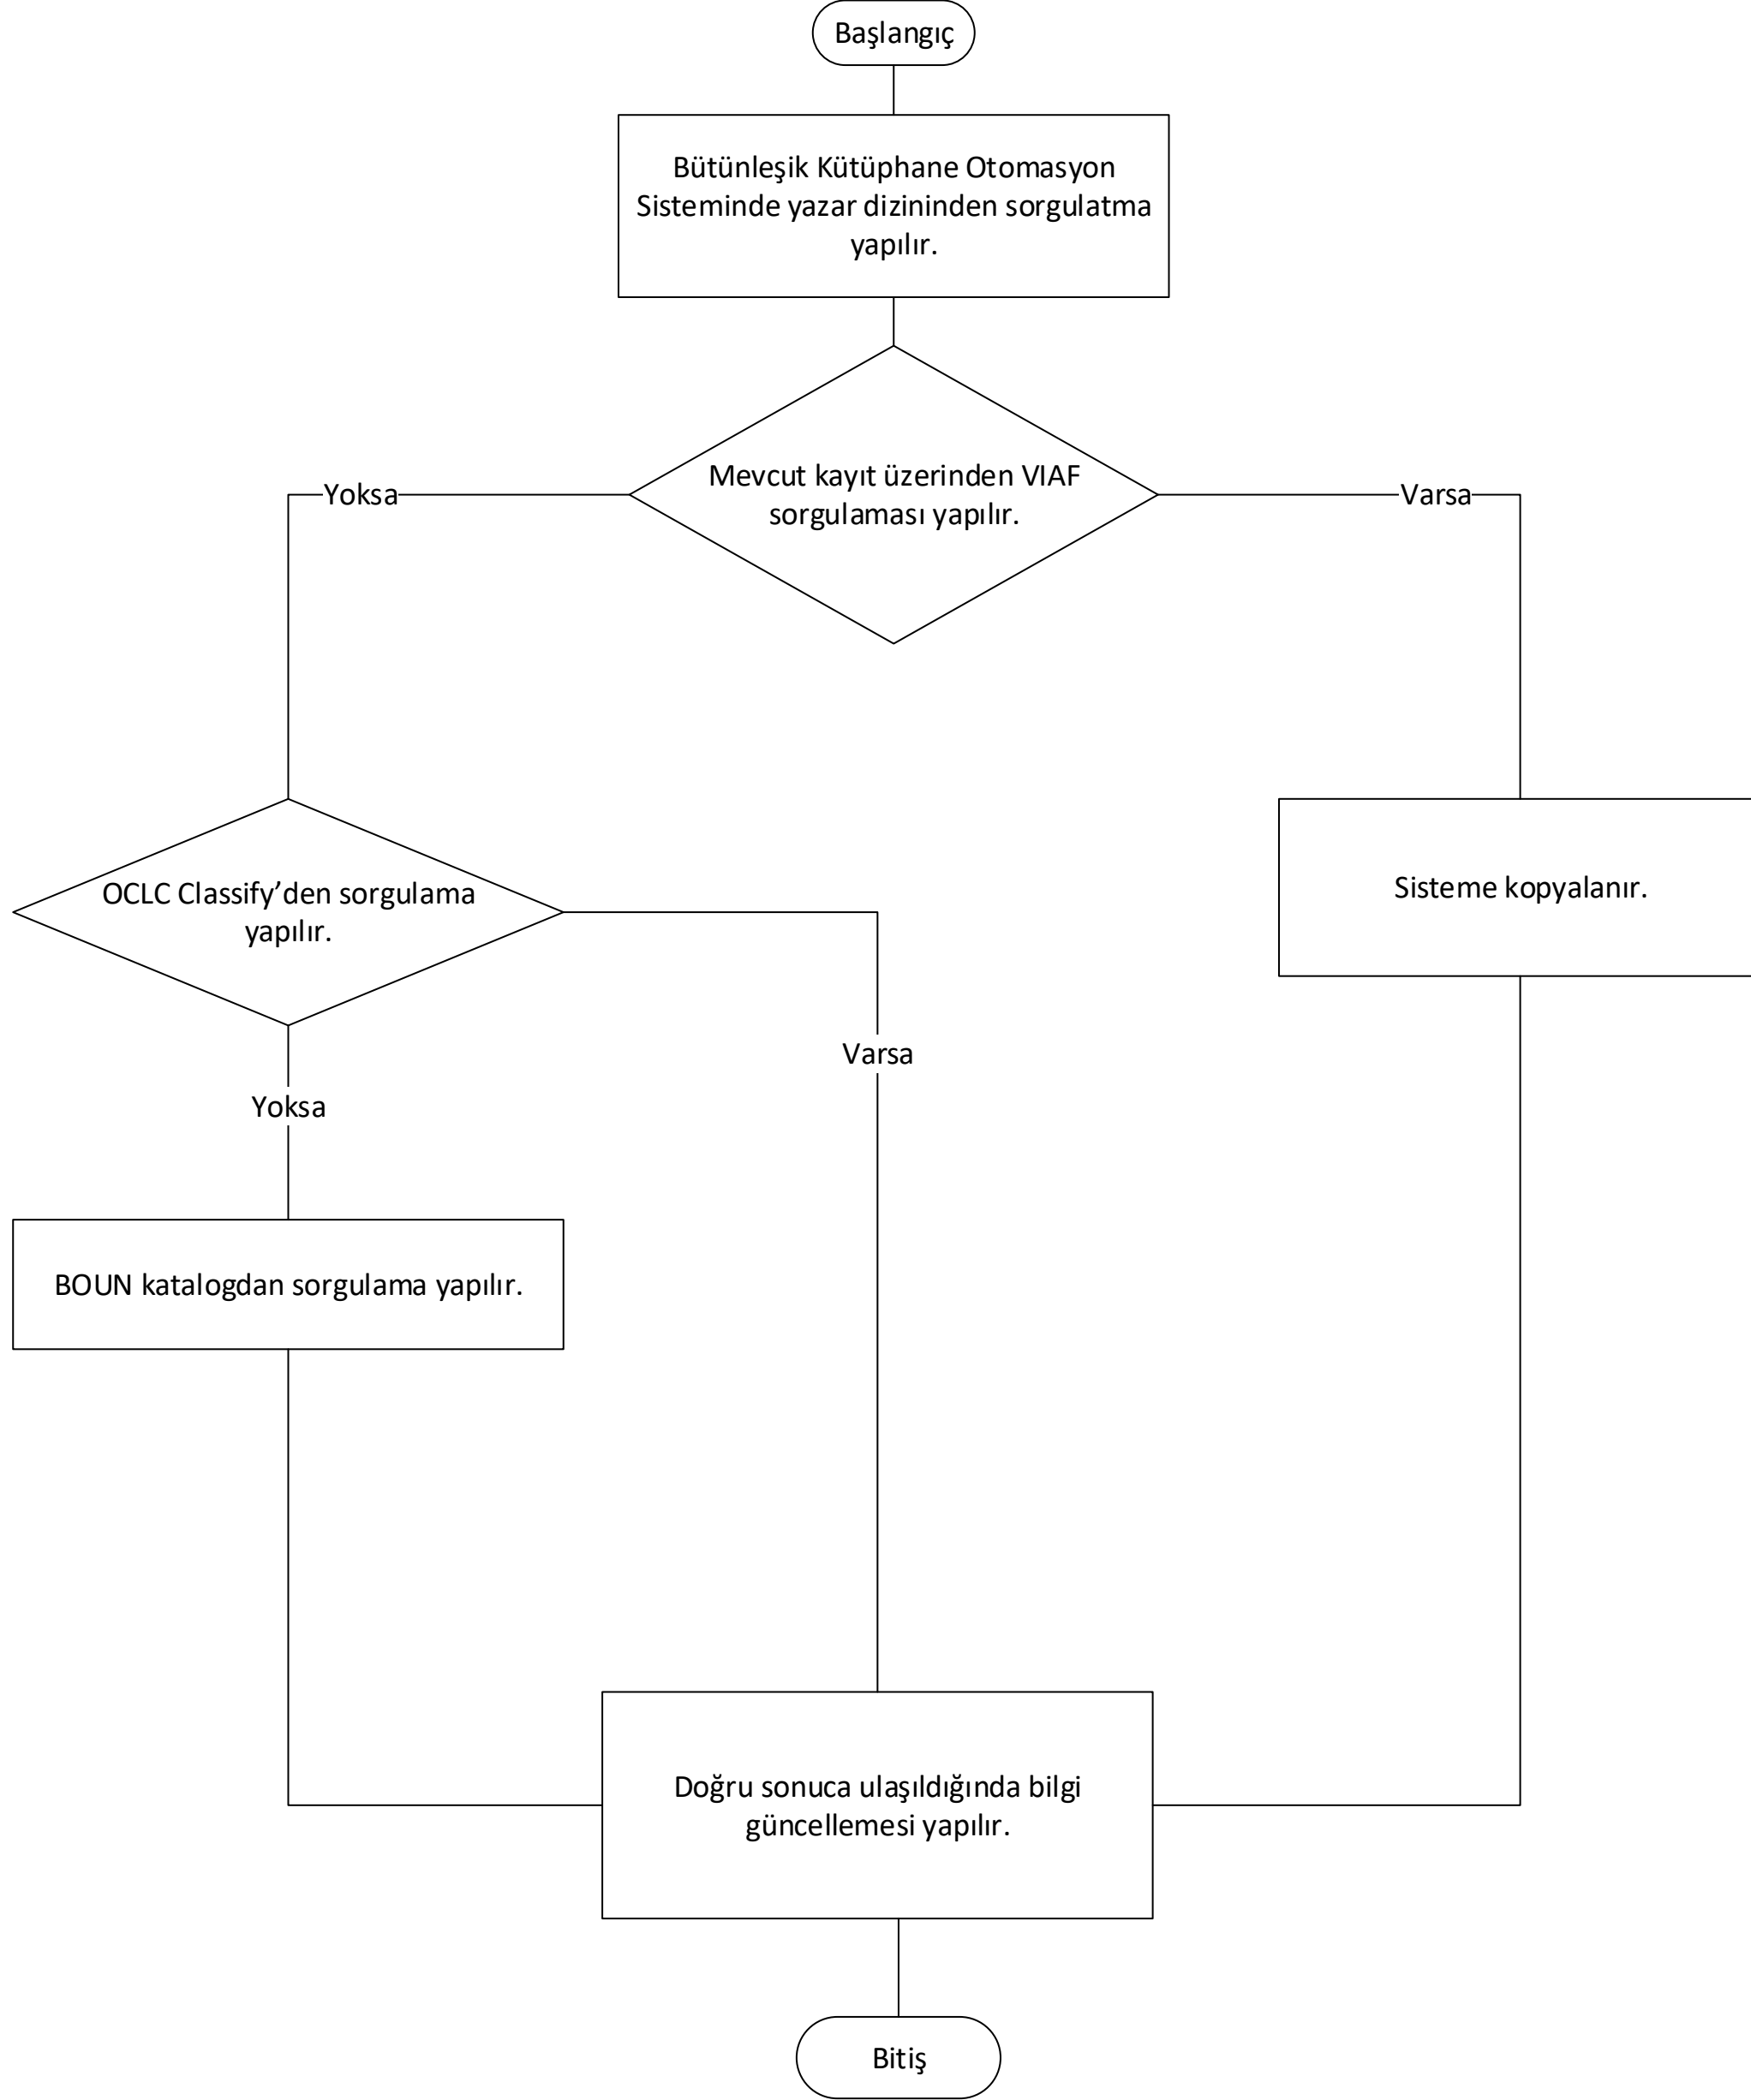 Başlangıç
Bütünleşik Kütüphane Otomasyon
Sisteminde yazar dizininden sorgulatma
yapılır.
Mevcut kayıt üzerinden VIAF
sorgulaması yapılır.
Yoksa
Varsa
OCLC Classify’den sorgulama
yapılır.
Sisteme kopyalanır.
Varsa
Yoksa
BOUN katalogdan sorgulama yapılır.
Doğru sonuca ulaşıldığında bilgi
güncellemesi yapılır.
Bitiş